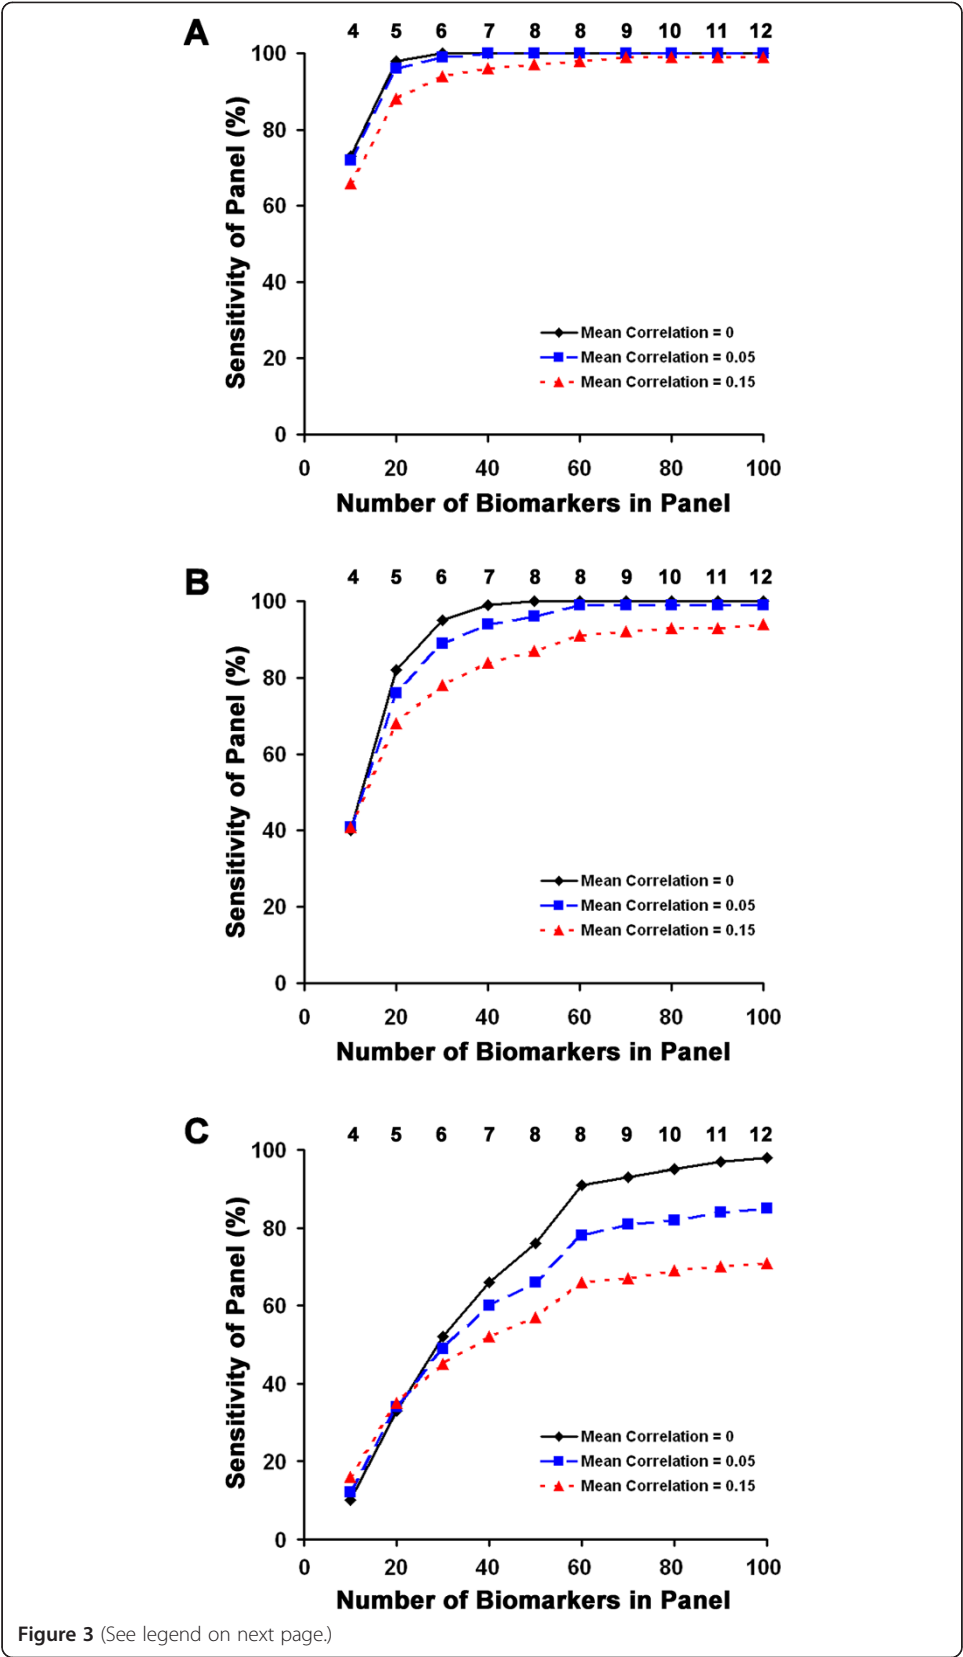 A
4 5 6 7 8 8 9 10 11 12
100
80
60
40
20
0
Sensitivity of Panel (%)
Mean Correlation = 0
Mean Correlation = 0.05
Mean Correlation = 0.15
0 20 40 60 80 100
Number of Biomarkers in Panel
B
4 5 6 7 8 8 9 10 11 12
100
80
60
40
20
0
Sensitivity of Panel (%)
Mean Correlation = 0
Mean Correlation = 0.05
Mean Correlation = 0.15
0 20 40 60 80 100
Number of Biomarkers in Panel
C
4 5 6 7 8 8 9 10 11 12
100
80
60
40
20
0
Sensitivity of Panel (%)
Mean Correlation = 0
Mean Correlation = 0.05
Mean Correlation = 0.15
0 20 40 60 80 100
Number of Biomarkers in Panel
Figure 3 (See legend on next page.)